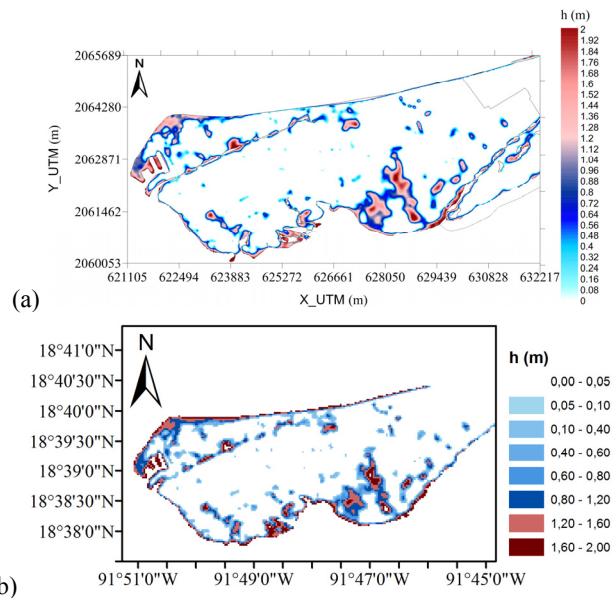 h (m)
2
1.92
1.84
1.76
1.68
1.6
1.52
1.44
1.36
1.28
1.2
1.12
1.04
0.96
0.88
0.8
0.72
0.64
0.56
0.48
0.4
0.32
0.24
0.16
0.08
0
N
Y_UTM (m)
2065689
2064280
2062871
2061462
2060053
621105 622494 623883 625272 626661 628050 629439 630828 632217
X_UTM (m)
(a)
N
18°41'0"N
18°40'30"N
18°40'0"N
18°39'30"N
18°39'0"N
18°38'30"N
18°38'0"N
h (m)
0,00 - 0,05
0,05 - 0,10
0,10 - 0,40
0,40 - 0,60
0,60 - 0,80
0,80 - 1,20
1,20 - 1,60
1,60 - 2,00
b)
91°51'0"W 91°49'0"W 91°47'0"W 91°45'0"W